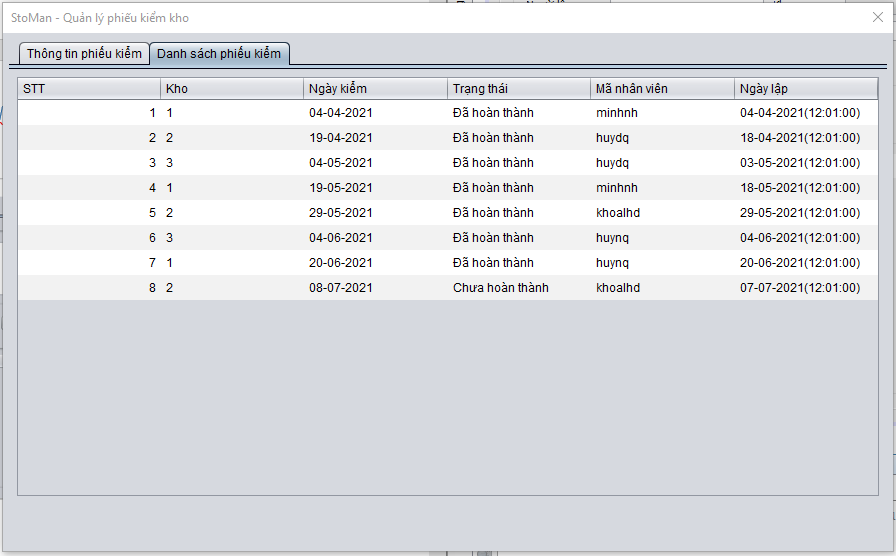 StoMan - Quản lý phiếu kiểm kho
Thông tin phiếu kiểm Danh sách phiếu kiểm
STT Kho Ngày kiểm Trạng thái Mã nhân viên Ngày lập
1 1 04-04-2021 Đã hoàn thành minhnh 04-04-2021(12:01:00)
2 2 19-04-2021 Đã hoàn thành huydq 18-04-2021(12:01:00)
3 3 04-05-2021 Đã hoàn thành huydq 03-05-2021(12:01:00)
4 1 19-05-2021 Đã hoàn thành minhnh 18-05-2021(12:01:00)
5 2 29-05-2021 Đã hoàn thành khoalhd 29-05-2021(12:01:00)
6 3 04-06-2021 Đã hoàn thành huynq 04-06-2021(12:01:00)
7 1 20-06-2021 Đã hoàn thành huynq 20-06-2021(12:01:00)
8 2 08-07-2021 Chưa hoàn thành khoalhd 07-07-2021(12:01:00)